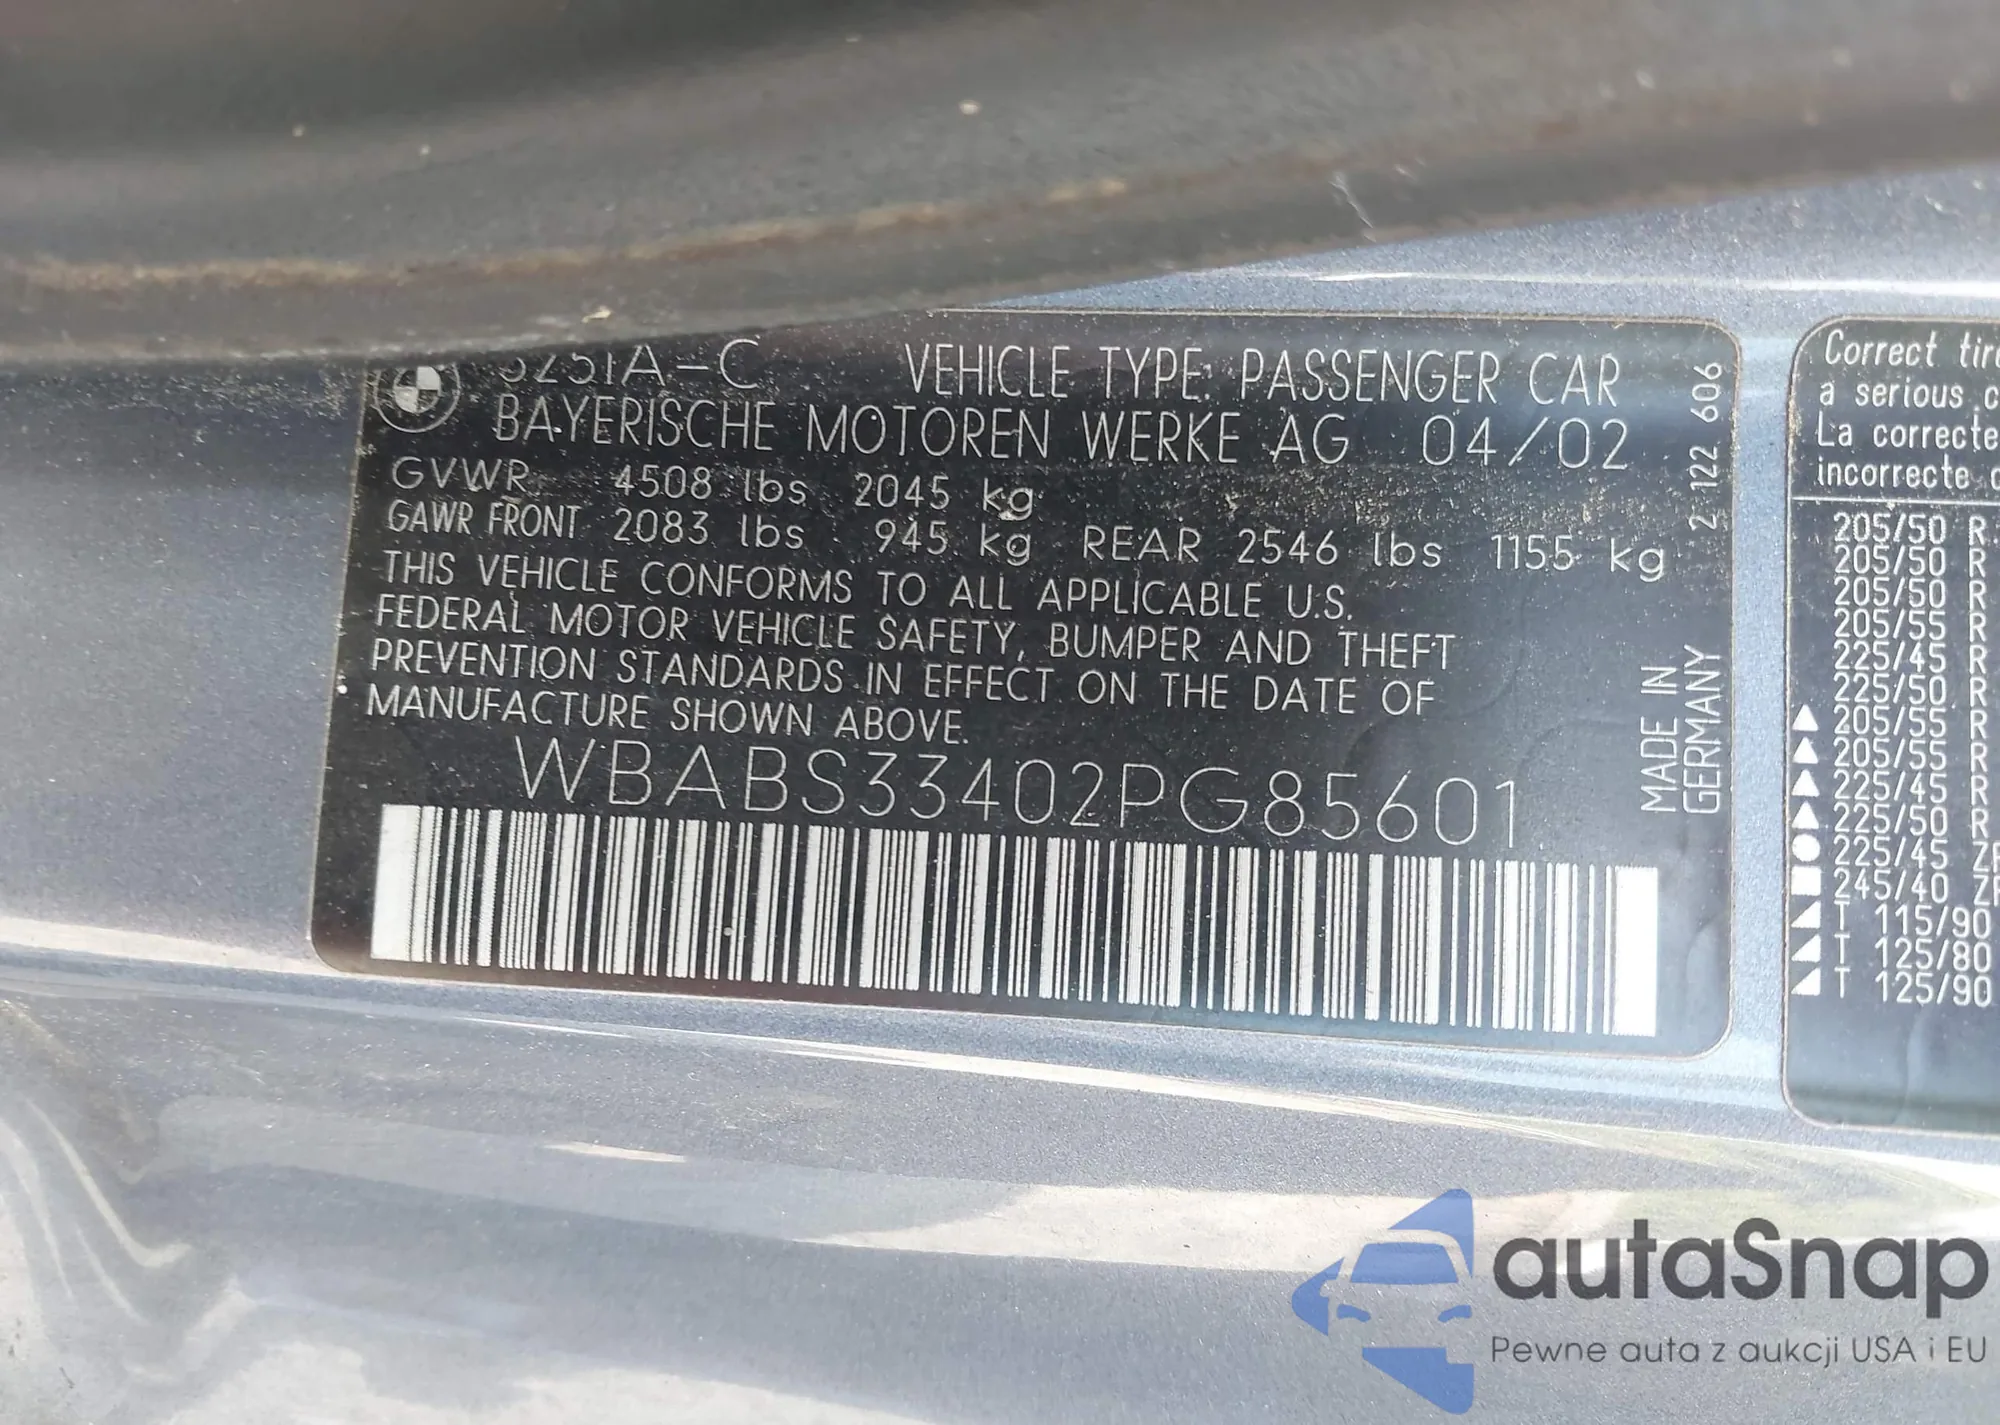 325IA-C VEHICLE TYPE: PASSENGER CAR
BAYERISCHE MOTOREN WERKE AG 04/02
GVWR 4508 lbs 2045 kg
GAWR FRONT 2083 lbs 945 kg REAR 2546 lbs 1155 kg
THIS VEHICLE CONFORMS TO ALL APPLICABLE U.S.
FEDERAL MOTOR VEHICLE SAFETY, BUMPER AND THEFT
PREVENTION STANDARDS IN EFFECT ON THE DATE OF
MANUFACTURE SHOWN ABOVE.
WBABS33402PG85601
2 122 606
MADE IN
GERMANY
Correct tire
a serious c
La correcte
incorrecte
205/50 R
205/50 R
205/50 R
205/55 R
225/45 R
225/50 R
205/55 R
205/55 R
225/45 R
225/50 R
225/45 ZR
245/40 ZR
T 115/90
T 125/80
T 125/90
autaSnap
Pewne auta z aukcji USA i EU